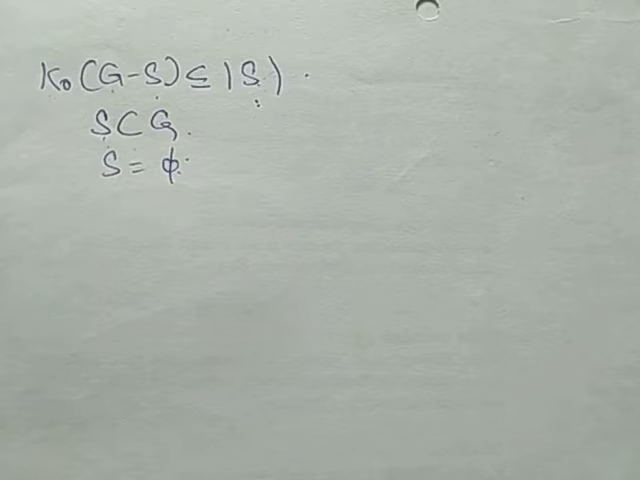 K₀(G-S) ≤ |S|.
S⊂G.
S = ϕ.